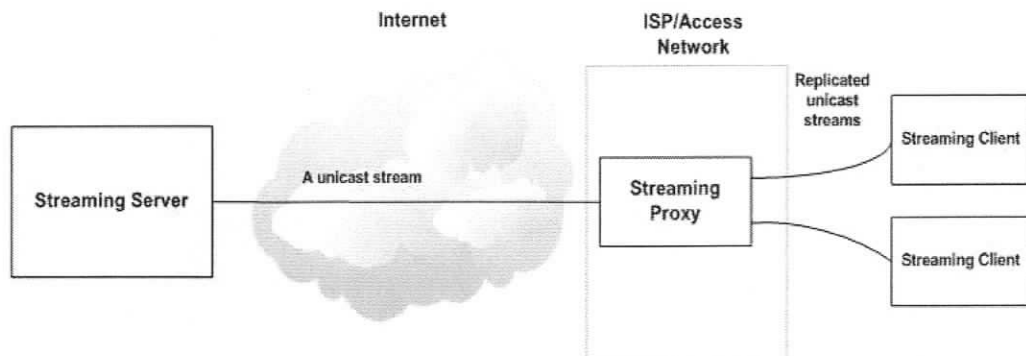 Internet
ISP/Access
Network
Replicated
unicast
streams
Streaming Client
A unicast stream
Streaming Server
Streaming
Proxy
Streaming Client